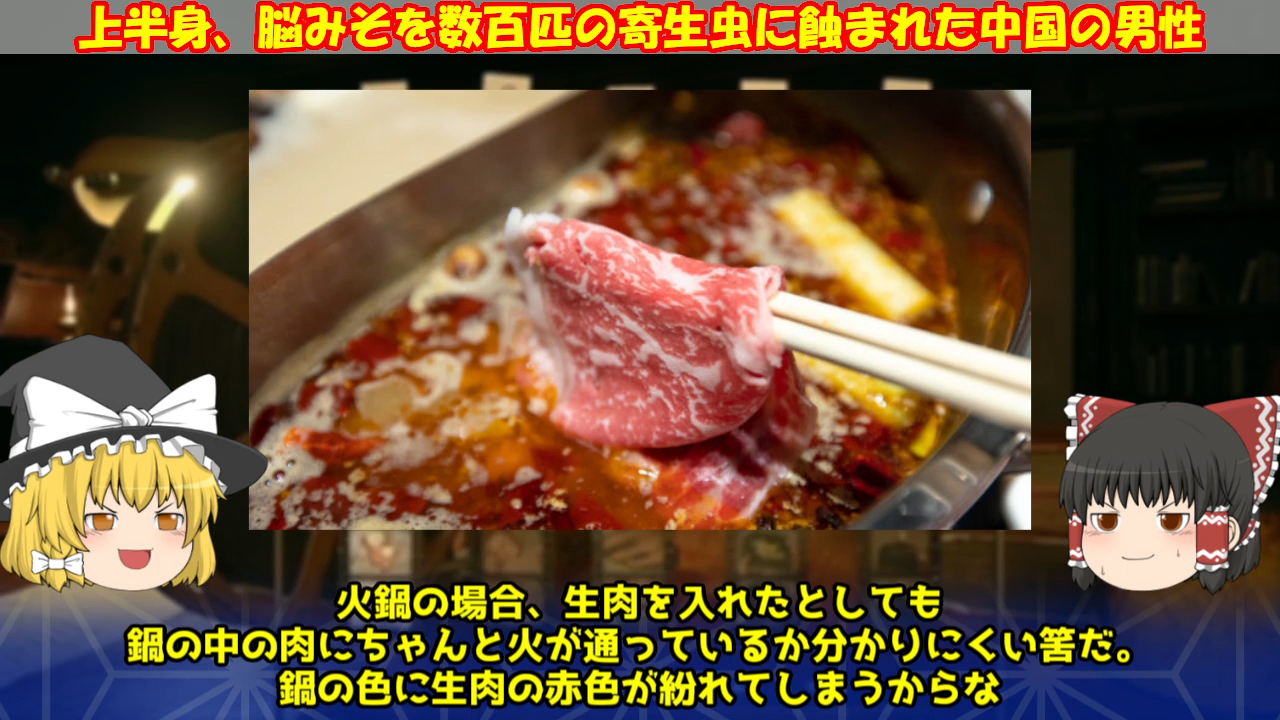 上半身、脳みそを数百匹の寄生虫に蝕まれた中国の男性
火鍋の場合、生肉を入れたとしても
鍋の中の肉にちゃんと火が通っているか分かりにくい筈だ。
鍋の色に生肉の赤色が紛れてしまうからな